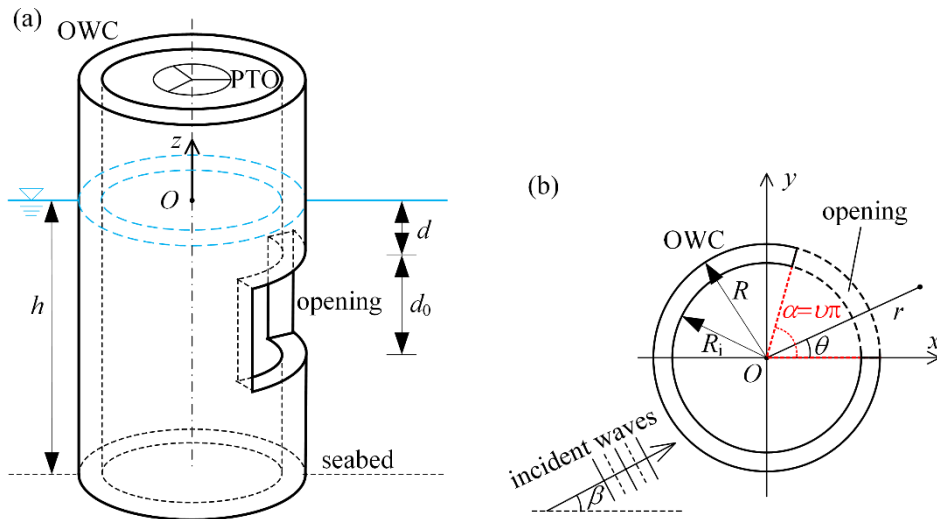 (a)
OWC
PTO
z
O
d
h
opening
d₀
seabed
(b)
y
opening
OWC
R
α=υπ
r
Rᵢ
θ
x
O
incident waves
β